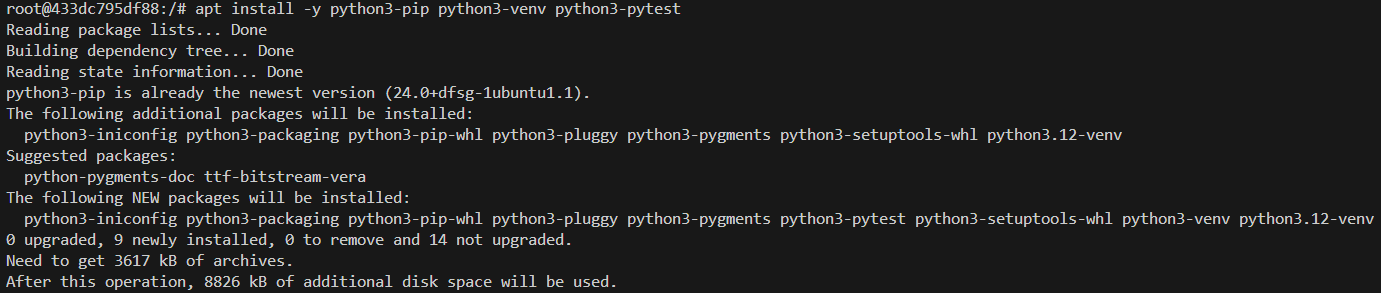 root@433dc795df88:/# apt install -y python3-pip python3-venv python3-pytest
Reading package lists... Done
Building dependency tree... Done
Reading state information... Done
python3-pip is already the newest version (24.0+dfsg-1ubuntu1.1).
The following additional packages will be installed:
  python3-iniconfig python3-packaging python3-pip-whl python3-pluggy python3-pygments python3-setuptools-whl python3.12-venv
Suggested packages:
  python-pygments-doc ttf-bitstream-vera
The following NEW packages will be installed:
  python3-iniconfig python3-packaging python3-pip-whl python3-pluggy python3-pygments python3-pytest python3-setuptools-whl python3-venv python3.12-venv
0 upgraded, 9 newly installed, 0 to remove and 14 not upgraded.
Need to get 3617 kB of archives.
After this operation, 8826 kB of additional disk space will be used.